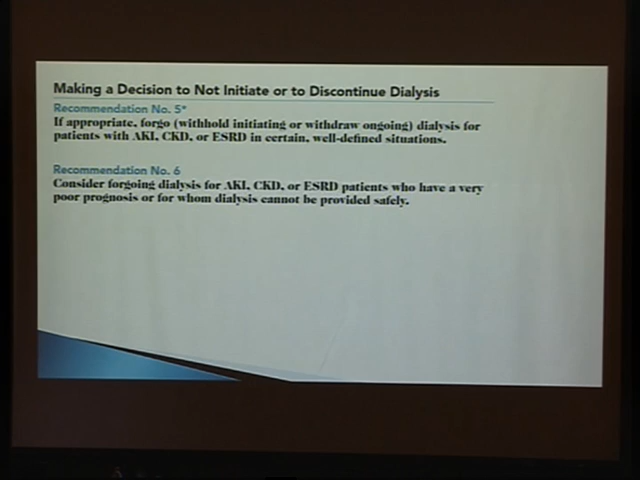 Making a Decision to Not Initiate or to Discontinue Dialysis
Recommendation No. 5*
If appropriate, forgo (withhold initiating or withdraw ongoing) dialysis for
patients with AKI, CKD, or ESRD in certain, well-defined situations.
Recommendation No. 6
Consider forgoing dialysis for AKI, CKD, or ESRD patients who have a very
poor prognosis or for whom dialysis cannot be provided safely.